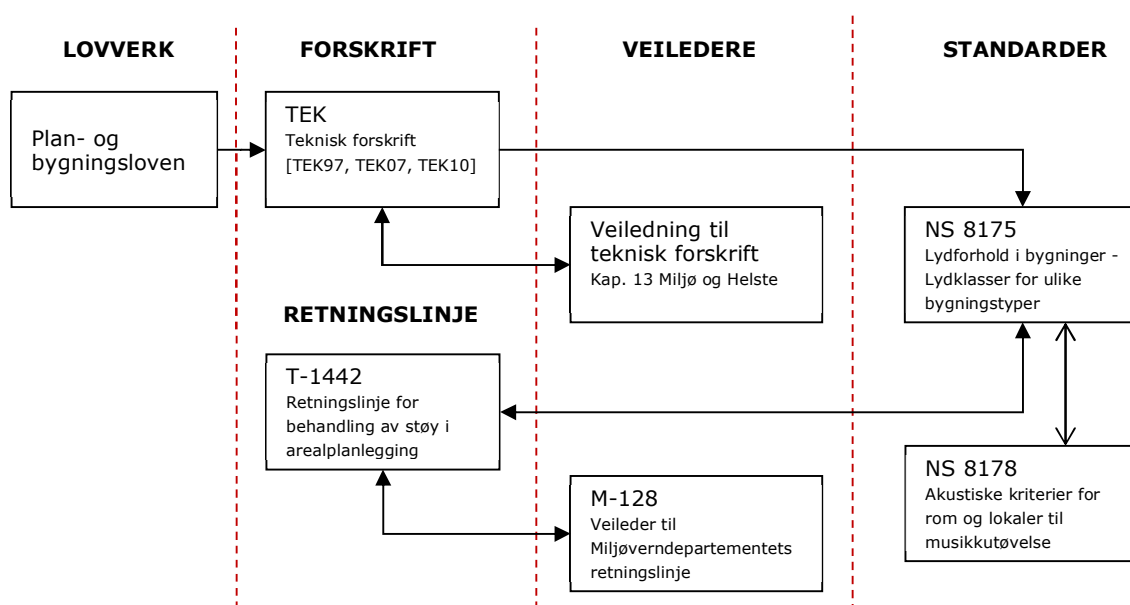 LOVVERK
FORSKRIFT
VEILEDERE
STANDARDER
Plan- og
bygningsloven
TEK
Teknisk forskrift
[TEK97, TEK07, TEK10]
Veiledning til
teknisk forskrift
Kap. 13 Miljø og Helste
NS 8175
Lydforhold i bygninger -
Lydklasser for ulike
bygningstyper
RETNINGSLINJE
T-1442
Retningslinje for
behandling av støy i
arealplanlegging
M-128
Veileder til
Miljøverndepartementets
retningslinje
NS 8178
Akustiske kriterier for
rom og lokaler til
musikkutøvelse